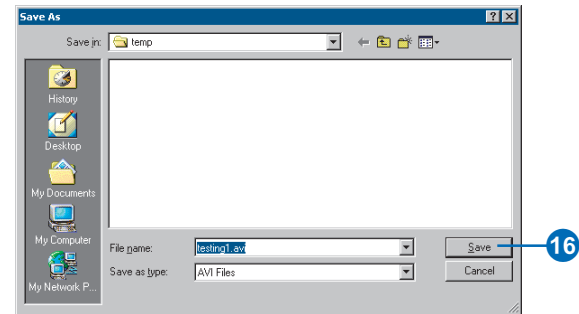 Save As
Save in: temp
History
Desktop
My Documents
My Computer
My Network P...
File name: testing1.avi Save
Save as type: AVI Files Cancel
16